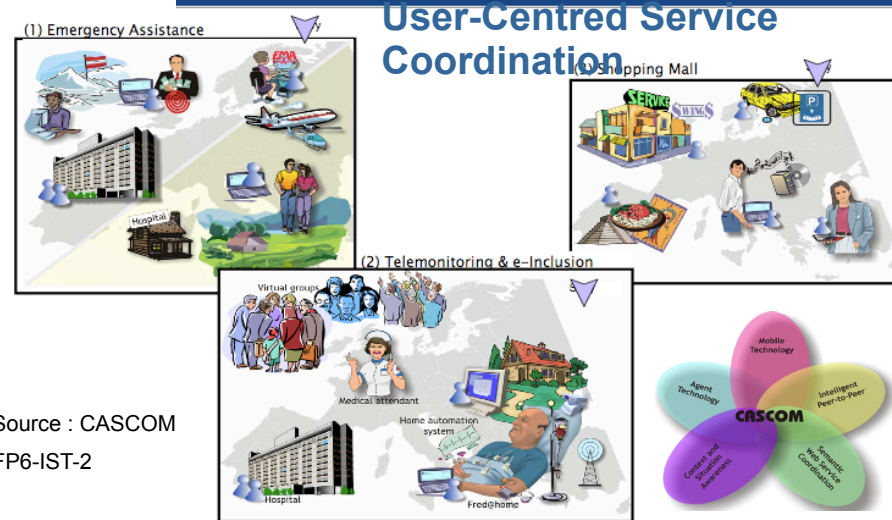 User-Centred Service
Coordination
(1) Emergency Assistance
EMA
Hospital
Shopping Mall
SERVICE
SAVINGS
P
(2) Telemonitoring & e-Inclusion
Virtual groups
Medical attendant
Home automation
system
Hospital
Fred@home
Mobile
Technology
Agent
Technology
Intelligent
Peer-to-Peer
CASCOM
Context and
Situation
Awareness
Semantic
Web Service
Coordination
Source : CASCOM
FP6-IST-2